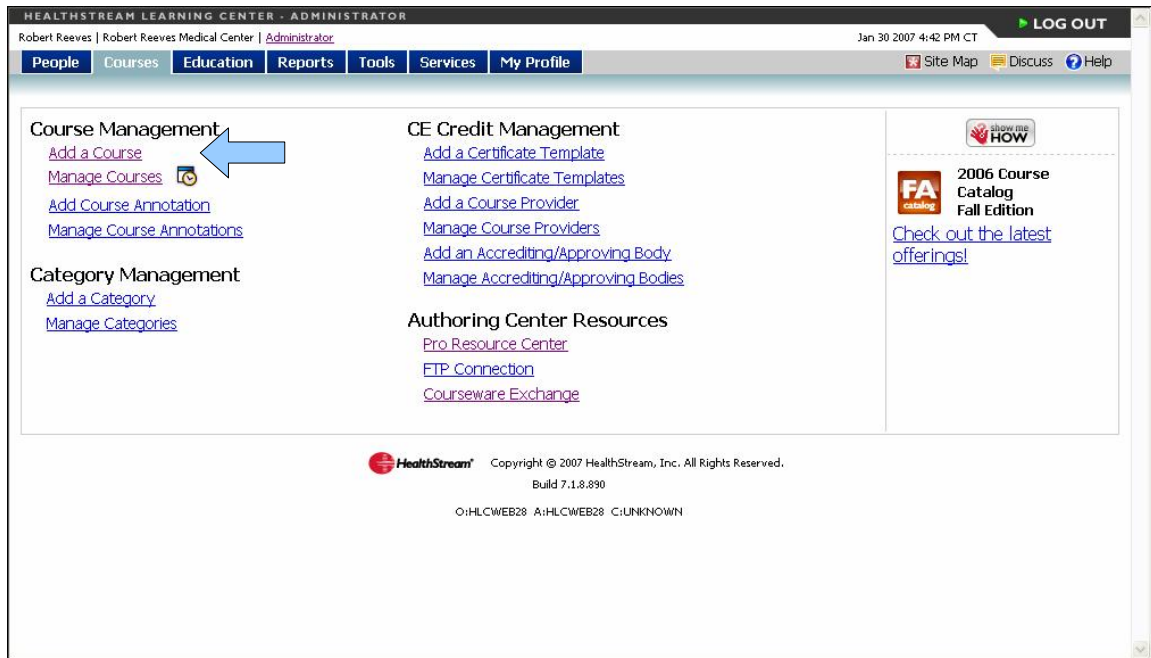 HEALTHSTREAM LEARNING CENTER - ADMINISTRATOR
LOG OUT
Robert Reeves | Robert Reeves Medical Center | Administrator
Jan 30 2007 4:42 PM CT
People Courses Education Reports Tools Services My Profile
Site Map Discuss Help
Course Management
Add a Course
Manage Courses
Add Course Annotation
Manage Course Annotations
Category Management
Add a Category
Manage Categories
CE Credit Management
Add a Certificate Template
Manage Certificate Templates
Add a Course Provider
Manage Course Providers
Add an Accrediting/Approving Body
Manage Accrediting/Approving Bodies
Authoring Center Resources
Pro Resource Center
FTP Connection
Courseware Exchange
show me
HOW
FA
catalog
2006 Course
Catalog
Fall Edition
Check out the latest
offerings!
HealthStream Copyright © 2007 HealthStream, Inc. All Rights Reserved.
Build 7.1.8.890
O:HLCWEB28 A:HLCWEB28 C:UNKNOWN